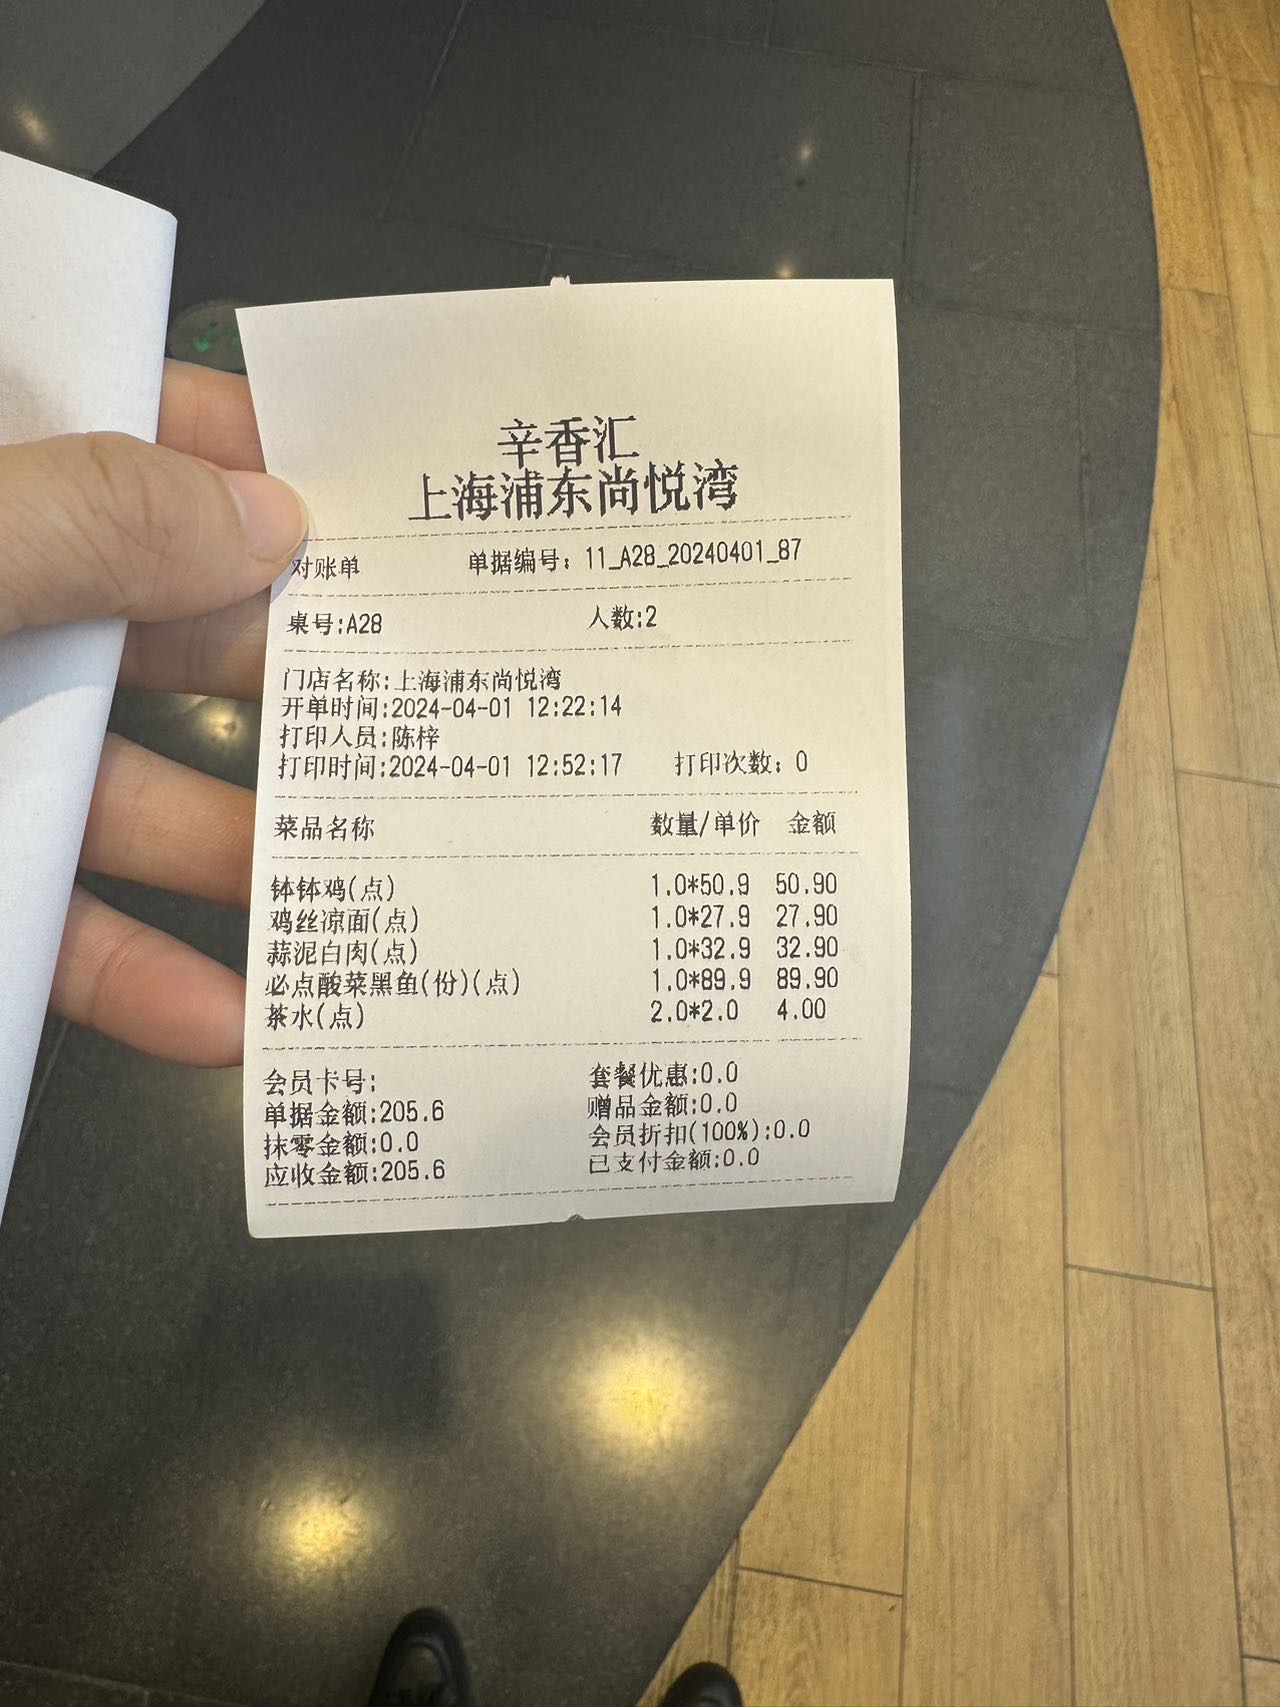 辛香汇
上海浦东尚悦湾
对账单 单据编号：11_A28_20240401_87
桌号:A28 人数:2
门店名称:上海浦东尚悦湾
开单时间:2024-04-01 12:22:14
打印人员:陈梓
打印时间:2024-04-01 12:52:17 打印次数：0
菜品名称 数量/单价 金额
钵钵鸡(点) 1.0*50.9 50.90
鸡丝凉面(点) 1.0*27.9 27.90
蒜泥白肉(点) 1.0*32.9 32.90
必点酸菜黑鱼(份)(点) 1.0*89.9 89.90
茶水(点) 2.0*2.0 4.00
会员卡号: 套餐优惠:0.0
单据金额:205.6 赠品金额:0.0
抹零金额:0.0 会员折扣(100%):0.0
应收金额:205.6 已支付金额:0.0